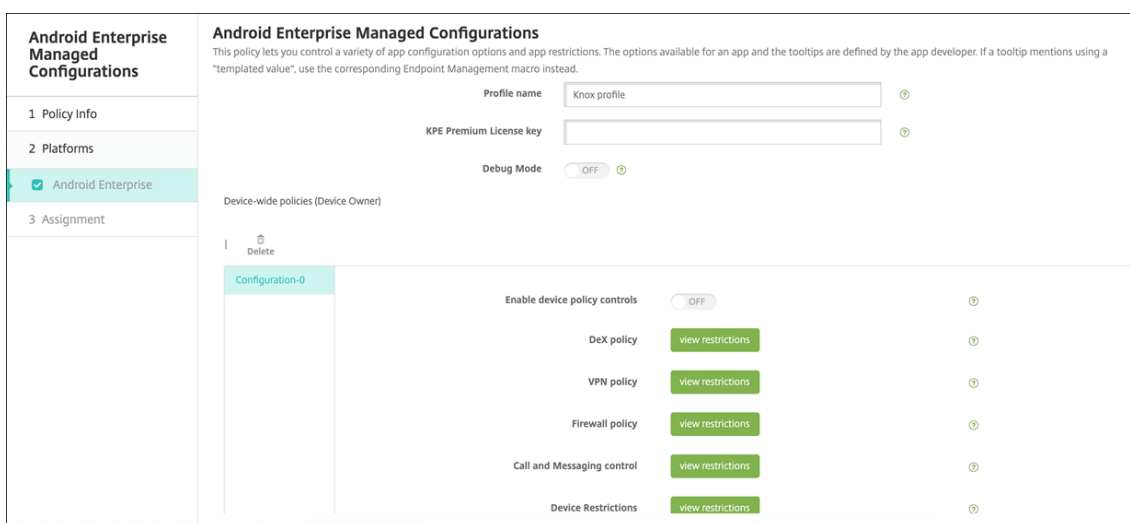 Android Enterprise
Managed
Configurations
1 Policy Info
2 Platforms
Android Enterprise
3 Assignment
Android Enterprise Managed Configurations
This policy lets you control a variety of app configuration options and app restrictions. The options available for an app and the tooltips are defined by the app developer. If a tooltip mentions using a
"templated value", use the corresponding Endpoint Management macro instead.
Profile name Knox profile ?
KPE Premium License key ?
Debug Mode OFF ?
Device-wide policies (Device Owner)
Delete
Configuration-0
Enable device policy controls OFF ?
DeX policy view restrictions ?
VPN policy view restrictions ?
Firewall policy view restrictions ?
Call and Messaging control view restrictions ?
Device Restrictions view restrictions ?